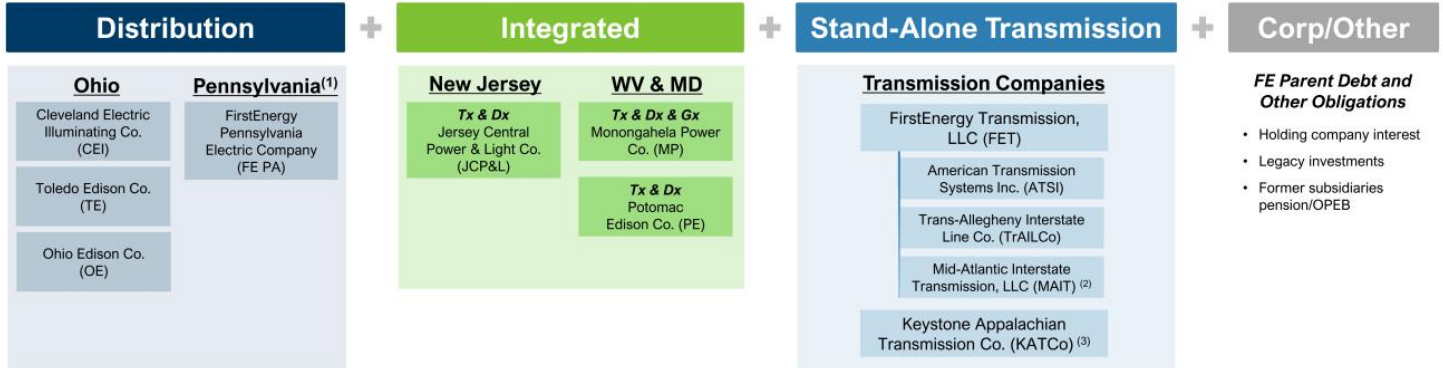 Distribution + Integrated + Stand-Alone Transmission + Corp/Other
Ohio
Cleveland Electric
Illuminating Co.
(CEI)
Toledo Edison Co.
(TE)
Ohio Edison Co.
(OE)
Pennsylvania(1)
FirstEnergy
Pennsylvania
Electric Company
(FE PA)
New Jersey
Tx & Dx
Jersey Central
Power & Light Co.
(JCP&L)
WV & MD
Tx & Dx & Gx
Monongahela Power
Co. (MP)
Tx & Dx
Potomac
Edison Co. (PE)
Transmission Companies
FirstEnergy Transmission,
LLC (FET)
American Transmission
Systems Inc. (ATSI)
Trans-Allegheny Interstate
Line Co. (TrAILCo)
Mid-Atlantic Interstate
Transmission, LLC (MAIT) (2)
Keystone Appalachian
Transmission Co. (KATCo) (3)
FE Parent Debt and
Other Obligations
• Holding company interest
• Legacy investments
• Former subsidiaries
pension/OPEB